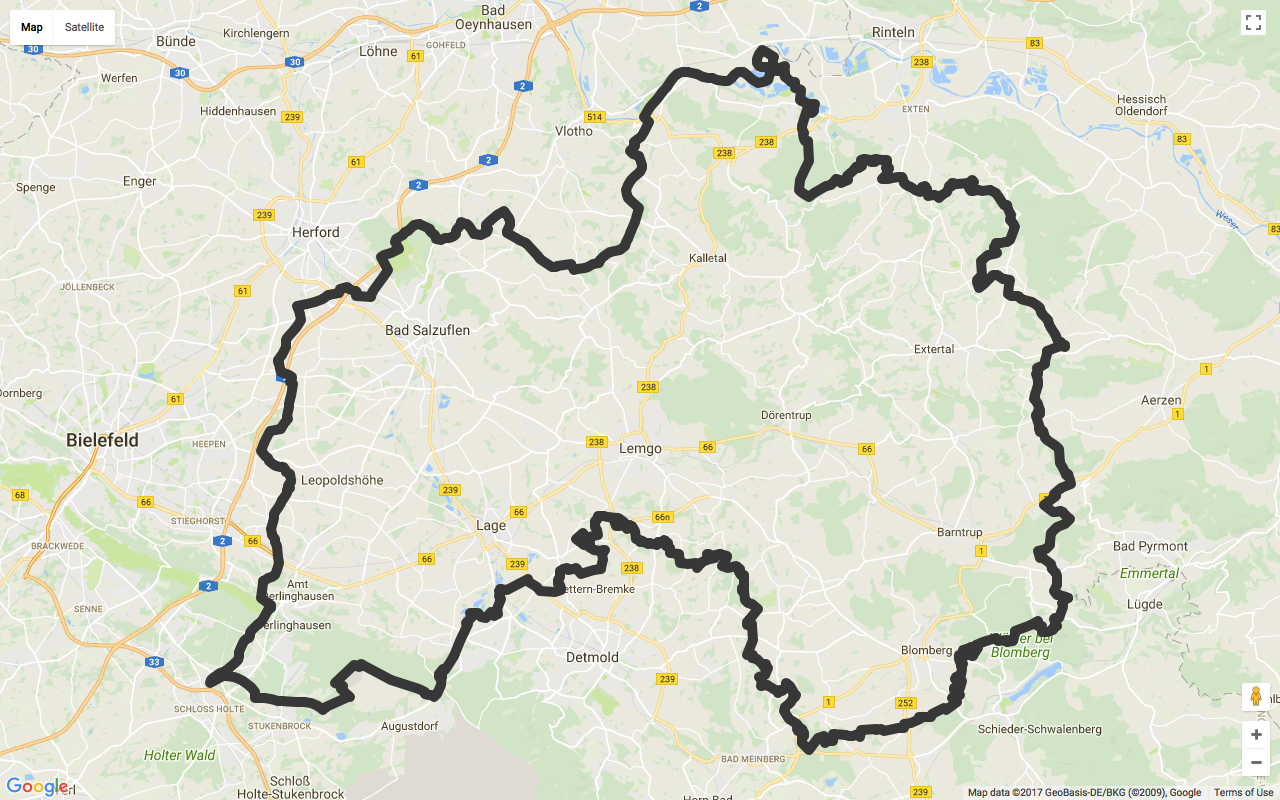 Map
Satellite
Bad
Oeynhausen
2
Rinteln
Kirchlengern
Bünde
Löhne
GOHFELD
61
83
238
30
30
30
Werfen
2
Hessisch
Oldendorf
Hiddenhausen
239
514
Vlotho
EXTEN
83
61
2
238
238
Enger
2
Spenge
239
Herford
Weser
83
Kalletal
JÖLLENBECK
61
Bad Salzuflen
Extertal
1
238
Dornberg
61
Aerzen
1
Dörentrup
Bielefeld
HEEPEN
238
Lemgo
66
66
Leopoldshöhe
68
66
239
66
66n
STIEGHORST
Lage
Barntrup
BRACKWEDE
2
66
66
239
1
Bad Pyrmont
238
Emmertal
2
Amt
erlinghausen
ettern-Bremke
SENNE
Lügde
erlinghausen
33
Detmold
Blomberg
er bei
Blomberg
239
SCHLOSS HOLTE
1
252
STUKENBROCK
Augustdorf
Schieder-Schwalenberg
Holter Wald
BAD MEINBERG
Schloß
Holte-Stukenbrock
Horn-Bad
239
Google
Map data ©2017 GeoBasis-DE/BKG (©2009), Google
Terms of Use